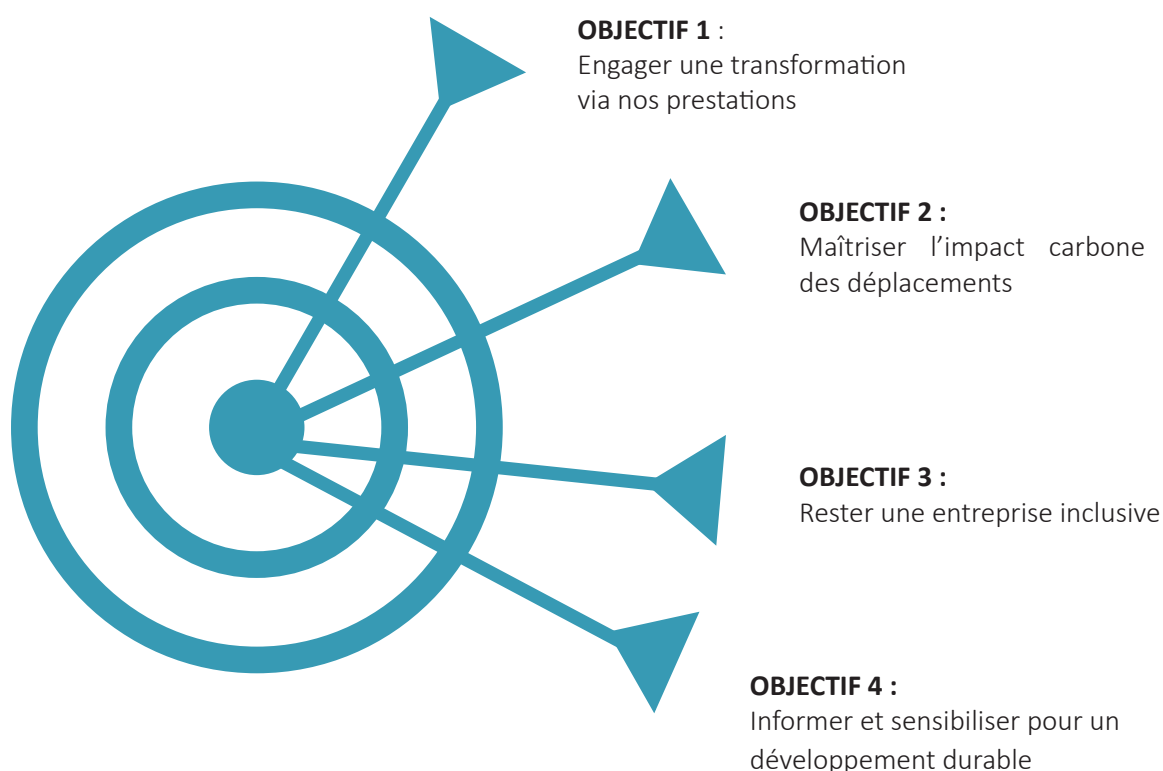 OBJECTIF 1 :
Engager une transformation
via nos prestations
OBJECTIF 2 :
Maîtriser l’impact carbone
des déplacements
OBJECTIF 3 :
Rester une entreprise inclusive
OBJECTIF 4 :
Informer et sensibiliser pour un
développement durable